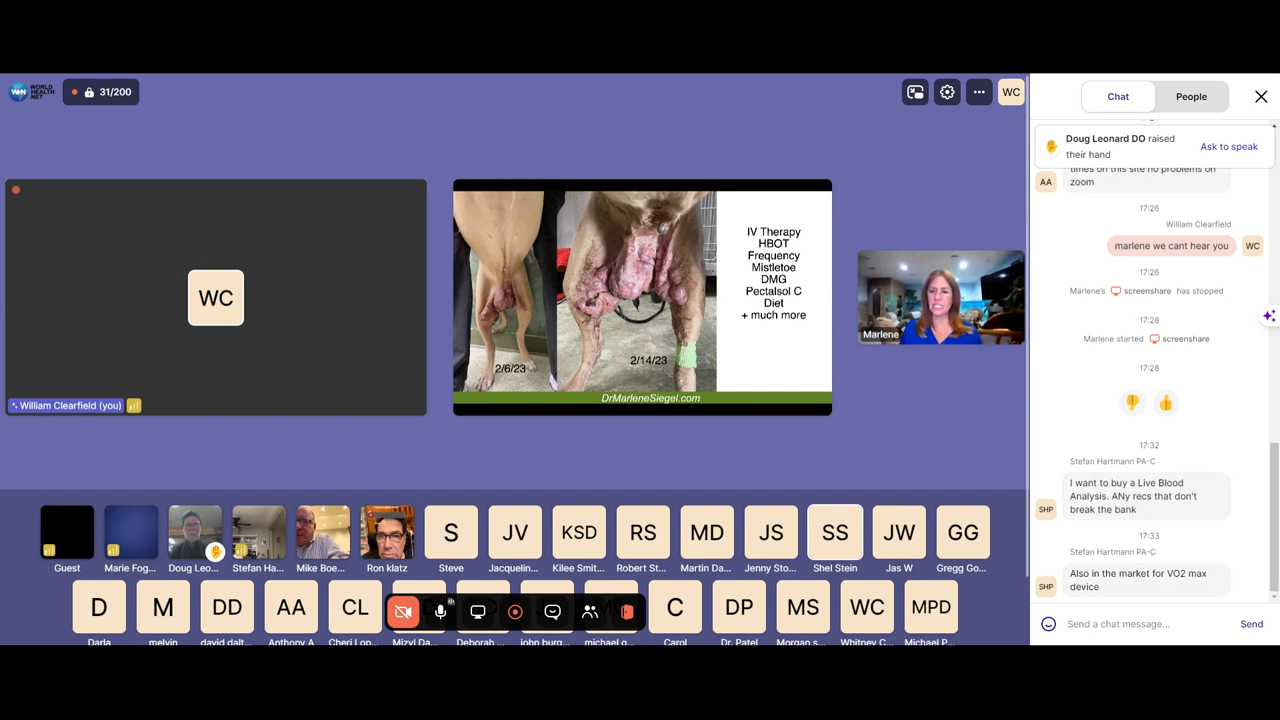 WHN
WORLD
HEALTH
.NET
31/200
WC
WC
William Clearfield (you)
2/6/23
2/14/23
IV Therapy
HBOT
Frequency
Mistletoe
DMG
Pectalsol C
Diet
+ much more
DrMarleneSiegel.com
Marlene
Guest
Marie Fog...
Doug Leo...
Stefan Ha...
Mike Boe...
Ron klatz
S
Steve
JV
Jacquelin...
KSD
Kilee Smit...
RS
Robert St...
MD
Martin Da...
JS
Jenny Sto...
SS
Shel Stein
JW
Jas W
GG
Gregg Go...
D
Darla
M
melvin
DD
david dalt...
AA
Anthony A...
CL
Cheri Lop...
Mizyl Da...
Deborah ...
john burg...
michael g...
C
Carol
DP
Dr. Patel
MS
Morgan s...
WC
Whitney C...
MPD
Michael P...
Chat
People
Doug Leonard DO raised
their hand
Ask to speak
times on this site no problems on
zoom
AA
17:26
William Clearfield
marlene we cant hear you
WC
17:26
Marlene's screenshare has stopped
17:28
Marlene started screenshare
17:28
17:32
Stefan Hartmann PA-C
I want to buy a Live Blood
Analysis. ANy recs that don't
break the bank
SHP
17:33
Stefan Hartmann PA-C
Also in the market for VO2 max
device
SHP
Send a chat message...
Send